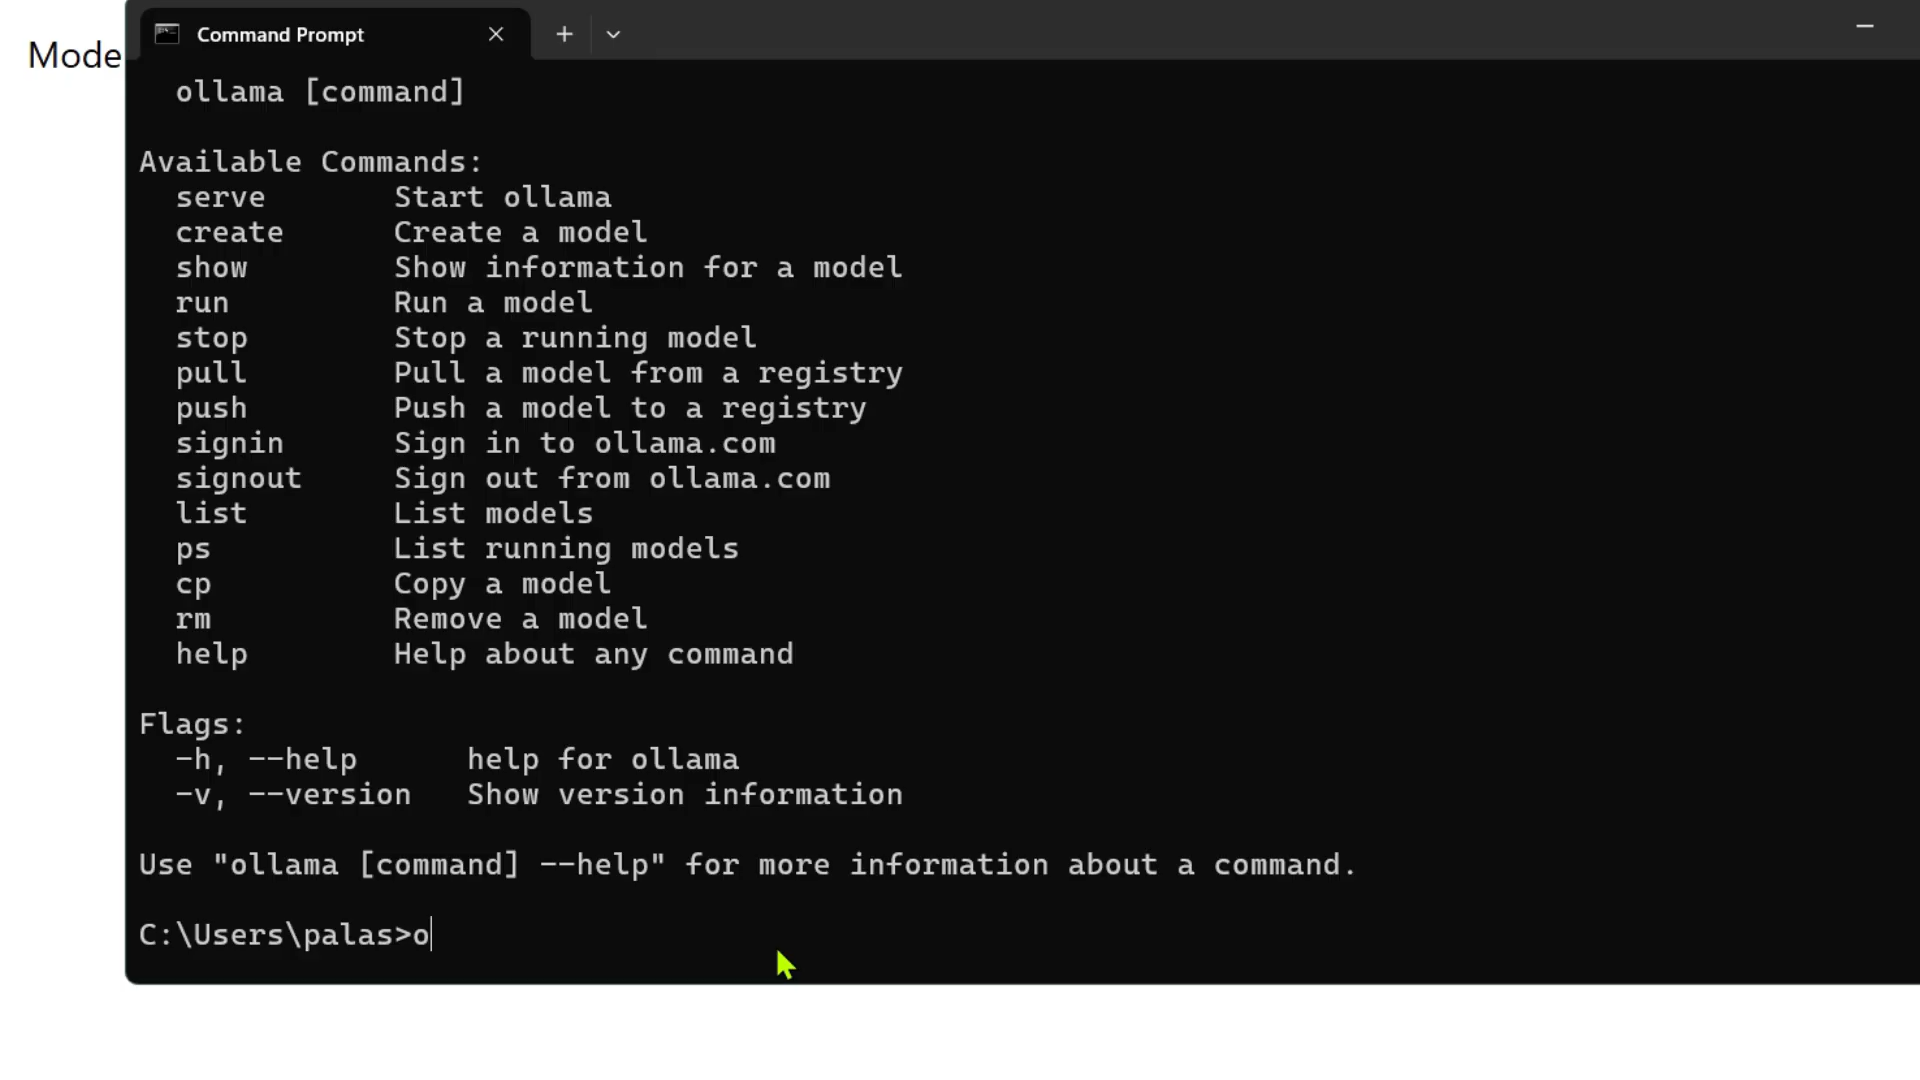 Command Prompt
Mode
ollama [command]
Available Commands:
serve Start ollama
create Create a model
show Show information for a model
run Run a model
stop Stop a running model
pull Pull a model from a registry
push Push a model to a registry
signin Sign in to ollama.com
signout Sign out from ollama.com
list List models
ps List running models
cp Copy a model
rm Remove a model
help Help about any command
Flags:
-h, --help help for ollama
-v, --version Show version information
Use "ollama [command] --help" for more information about a command.
C:\Users\palas>o